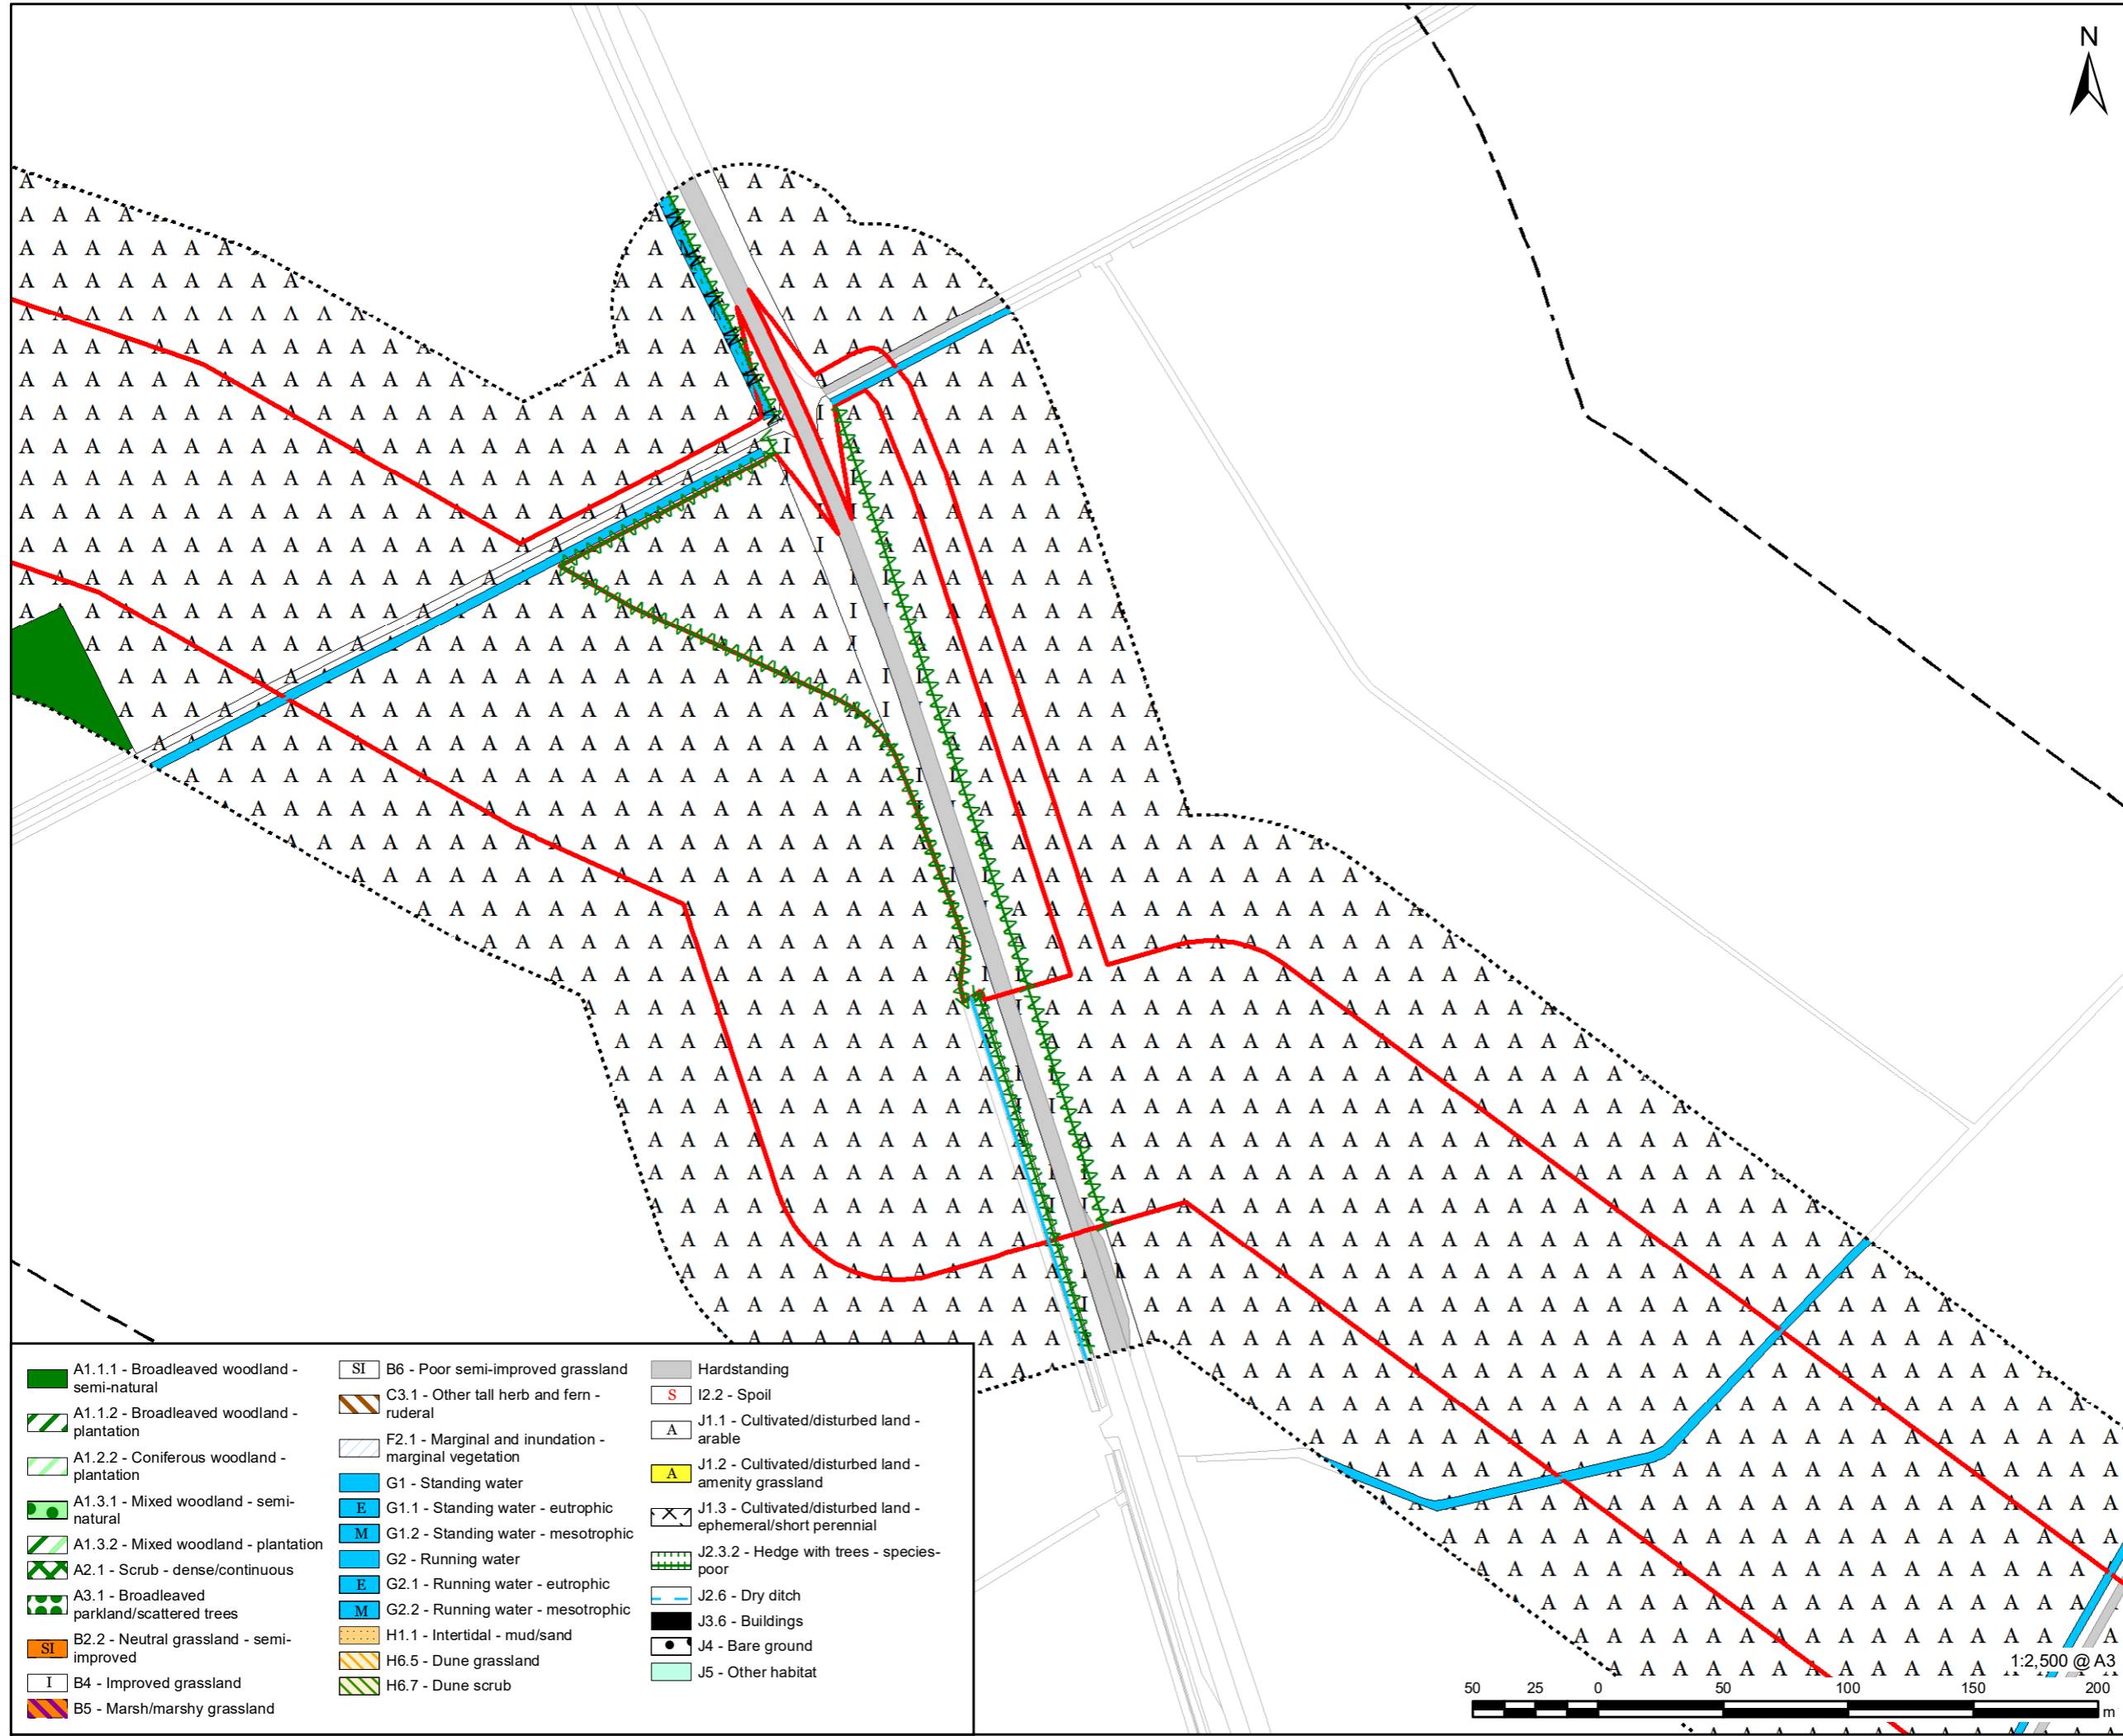 N
A1.1.1 - Broadleaved woodland -
semi-natural
A1.1.2 - Broadleaved woodland -
plantation
A1.2.2 - Coniferous woodland -
plantation
A1.3.1 - Mixed woodland - semi-
natural
A1.3.2 - Mixed woodland - plantation
A2.1 - Scrub - dense/continuous
A3.1 - Broadleaved
parkland/scattered trees
SI B2.2 - Neutral grassland - semi-
improved
I B4 - Improved grassland
B5 - Marsh/marshy grassland
SI B6 - Poor semi-improved grassland
C3.1 - Other tall herb and fern -
ruderal
F2.1 - Marginal and inundation -
marginal vegetation
G1 - Standing water
E G1.1 - Standing water - eutrophic
M G1.2 - Standing water - mesotrophic
G2 - Running water
E G2.1 - Running water - eutrophic
M G2.2 - Running water - mesotrophic
H1.1 - Intertidal - mud/sand
H6.5 - Dune grassland
H6.7 - Dune scrub
Hardstanding
S I2.2 - Spoil
A J1.1 - Cultivated/disturbed land -
arable
A J1.2 - Cultivated/disturbed land -
amenity grassland
J1.3 - Cultivated/disturbed land -
ephemeral/short perennial
J2.3.2 - Hedge with trees - species-
poor
J2.6 - Dry ditch
J3.6 - Buildings
J4 - Bare ground
J5 - Other habitat
1:2,500 @ A3
50 25 0 50 100 150 200
m